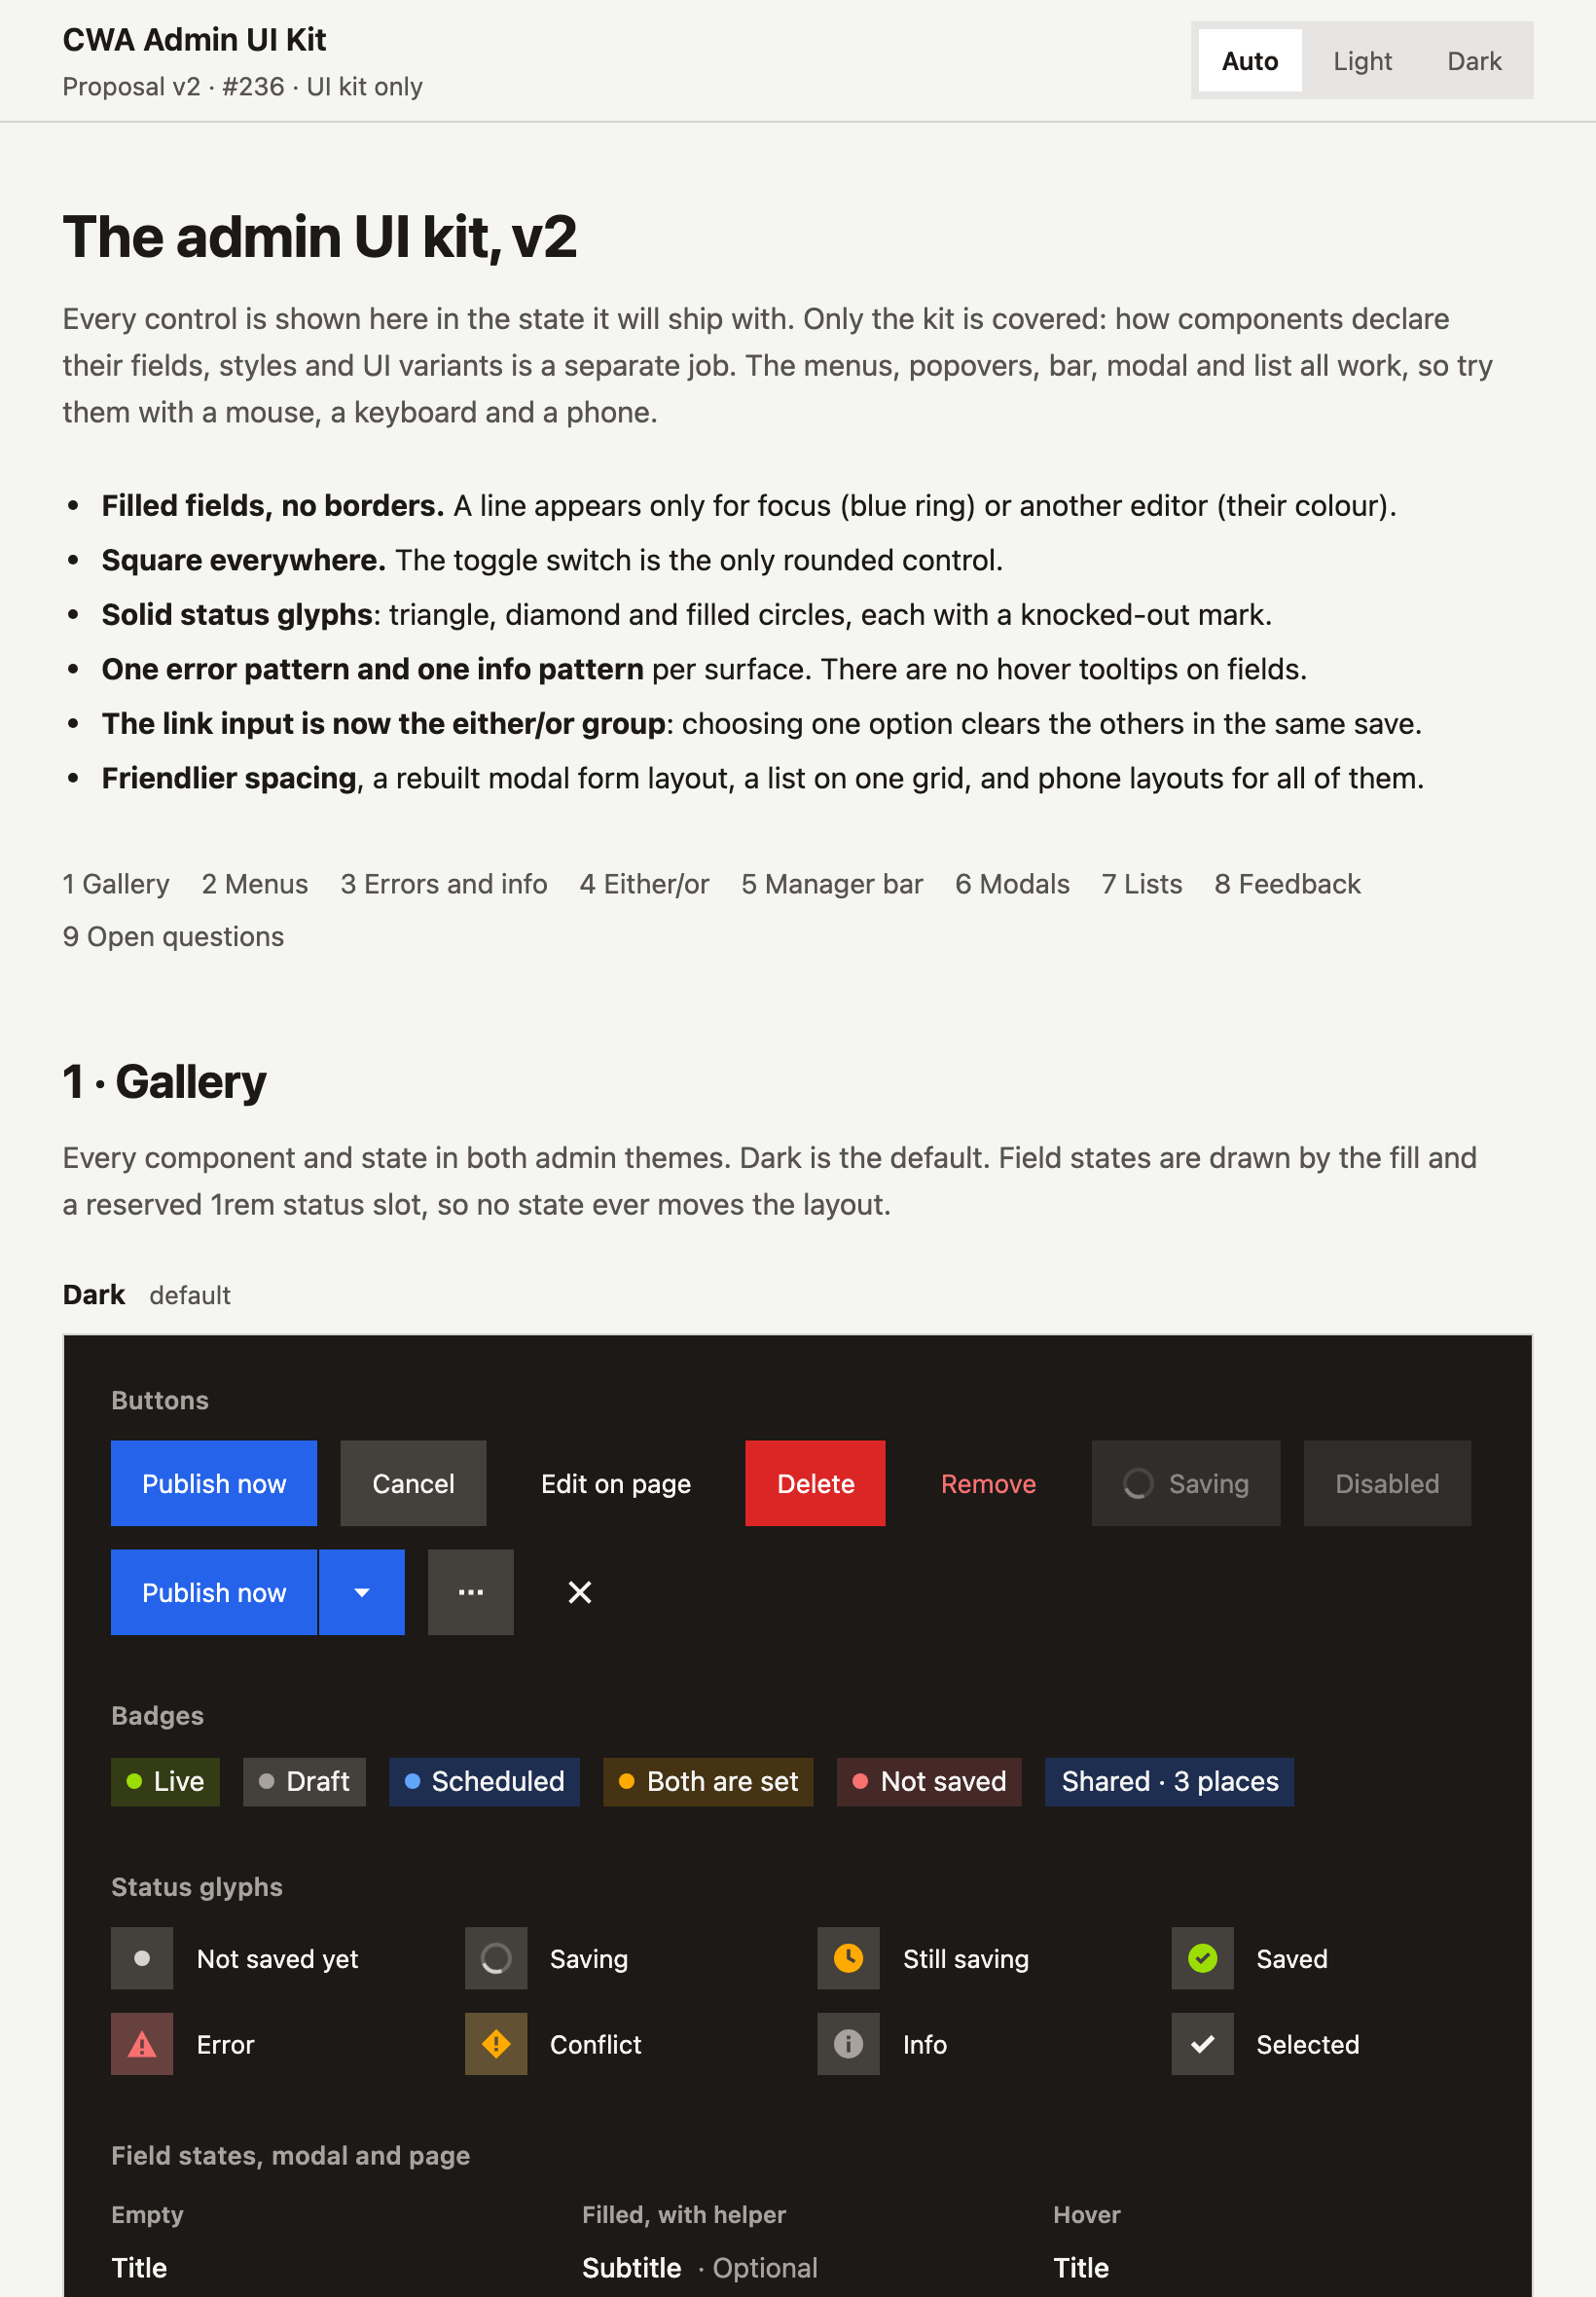 CWA Admin UI Kit
Proposal v2 · #236 · UI kit only
Auto Light Dark
The admin UI kit, v2
Every control is shown here in the state it will ship with. Only the kit is covered: how components declare
their fields, styles and UI variants is a separate job. The menus, popovers, bar, modal and list all work, so try
them with a mouse, a keyboard and a phone.
• Filled fields, no borders. A line appears only for focus (blue ring) or another editor (their colour).
• Square everywhere. The toggle switch is the only rounded control.
• Solid status glyphs: triangle, diamond and filled circles, each with a knocked-out mark.
• One error pattern and one info pattern per surface. There are no hover tooltips on fields.
• The link input is now the either/or group: choosing one option clears the others in the same save.
• Friendlier spacing, a rebuilt modal form layout, a list on one grid, and phone layouts for all of them.
1 Gallery 2 Menus 3 Errors and info 4 Either/or 5 Manager bar 6 Modals 7 Lists 8 Feedback
9 Open questions
1 · Gallery
Every component and state in both admin themes. Dark is the default. Field states are drawn by the fill and
a reserved 1rem status slot, so no state ever moves the layout.
Dark default
Buttons
Publish now Cancel Edit on page Delete Remove Saving Disabled
Publish now
Badges
Live Draft Scheduled Both are set Not saved Shared · 3 places
Status glyphs
Not saved yet Saving Still saving Saved
Error Conflict Info Selected
Field states, modal and page
Empty Filled, with helper Hover
Title Subtitle · Optional Title